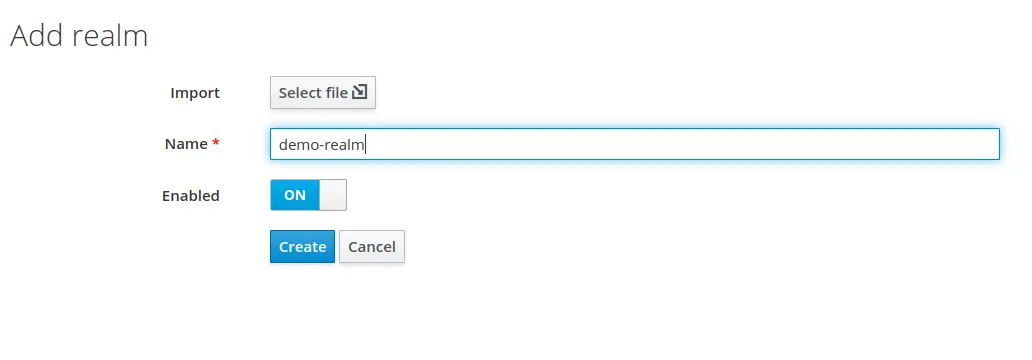 Add realm
Import Select file
Name * demo-realm
Enabled ON
Create Cancel